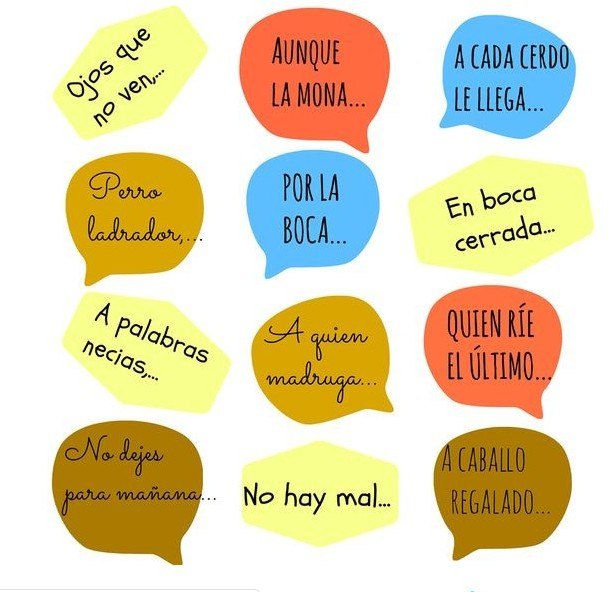 Ojos que
no ven,...
AUNQUE
LA MONA...
A CADA CERDO
LE LLEGA...
Perro
ladrador,...
POR LA
BOCA...
En boca
cerrada...
A palabras
necias,...
A quien
madruga...
QUIEN RÍE
EL ÚLTIMO...
No dejes
para mañana...
No hay mal...
A CABALLO
REGALADO...